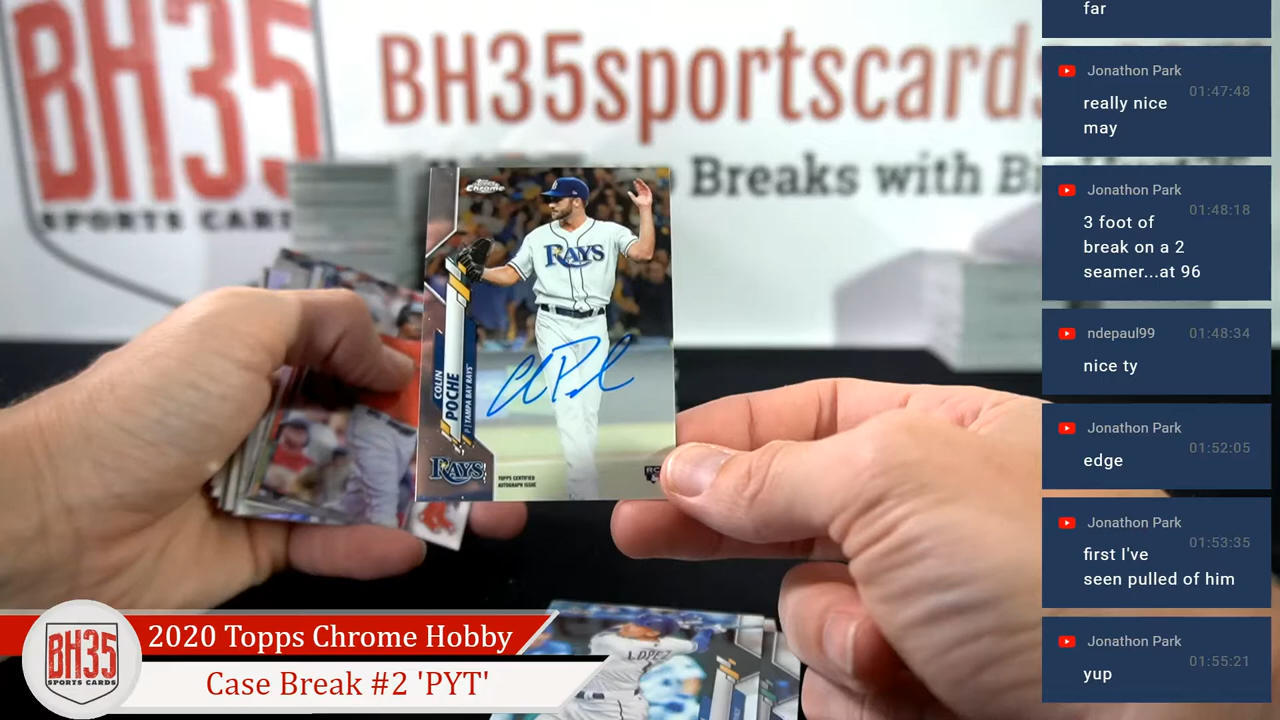 BH35
SPORTS CARDS
BH35sportscards
Breaks with Bi
Topps
Chrome
RAYS
COLIN
POCHE
P | TAMPA BAY RAYS
RAYS
TOPPS CERTIFIED
AUTOGRAPH ISSUE
RC
LOPEZ
BH35
SPORTS CARDS
2020 Topps Chrome Hobby
Case Break #2 'PYT'
far
Jonathon Park
01:47:48
really nice
may
Jonathon Park
01:48:18
3 foot of
break on a 2
seamer...at 96
ndepaul99
01:48:34
nice ty
Jonathon Park
01:52:05
edge
Jonathon Park
01:53:35
first I've
seen pulled of him
Jonathon Park
01:55:21
yup